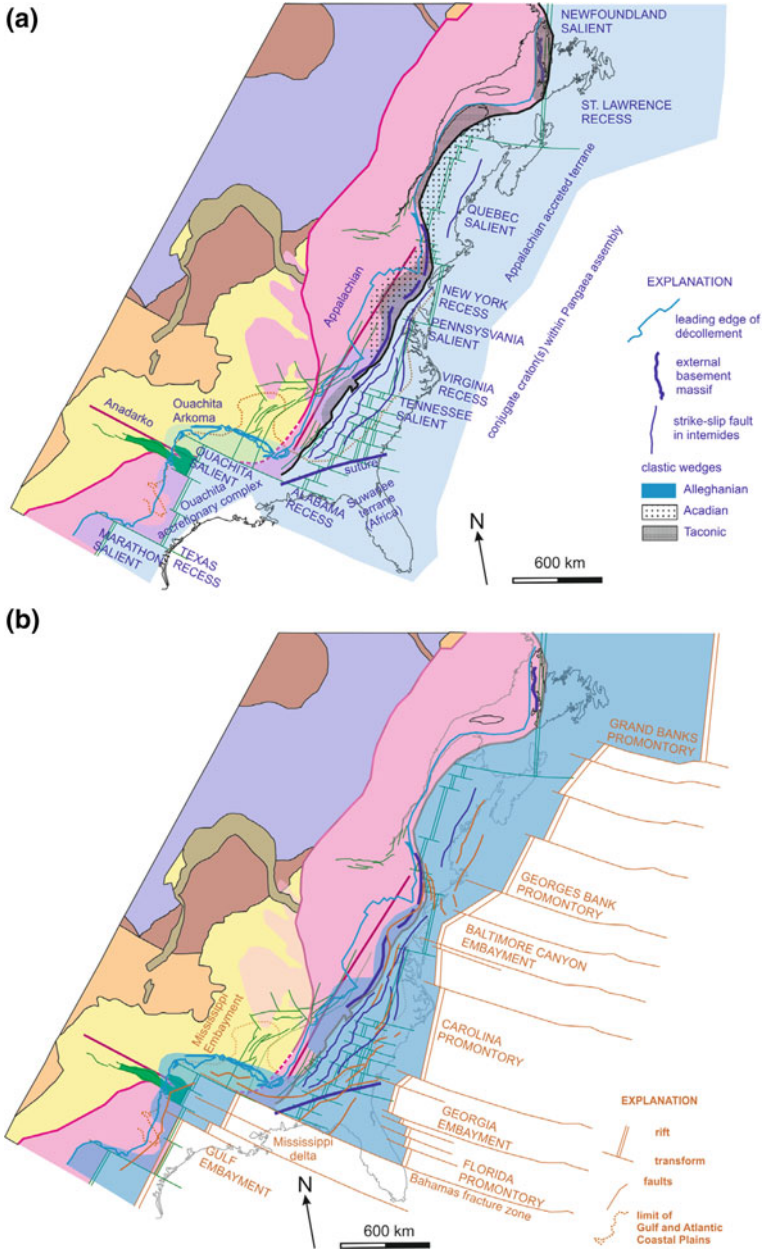 (a)
NEWFOUNDLAND
SALIENT
ST. LAWRENCE
RECESS
QUEBEC
SALIENT
Appalachian accreted terrane
Appalachian
NEW YORK
RECESS
PENNSYSVANIA
SALIENT
conjugate craton(s) within Pangaea assembly
VIRGINIA
RECESS
TENNESSEE
SALIENT
Anadarko
Ouachita
Arkoma
OUACHITA
SALIENT
Ouachita
accretionary complex
ALABAMA
RECESS
suture
Suwannee
terrane
(Africa)
MARATHON
SALIENT
TEXAS
RECESS
EXPLANATION
leading edge of
décollement
external
basement
massif
strike-slip fault
in internides
clastic wedges
Alleghanian
Acadian
Taconic
N
600 km
(b)
GRAND BANKS
PROMONTORY
GEORGES BANK
PROMONTORY
BALTIMORE CANYON
EMBAYMENT
Mississippi
Embayment
CAROLINA
PROMONTORY
GEORGIA
EMBAYMENT
FLORIDA
PROMONTORY
Bahamas fracture zone
Mississippi
delta
GULF
EMBAYMENT
EXPLANATION
rift
transform
faults
limit of
Gulf and Atlantic
Coastal Plains
N
600 km